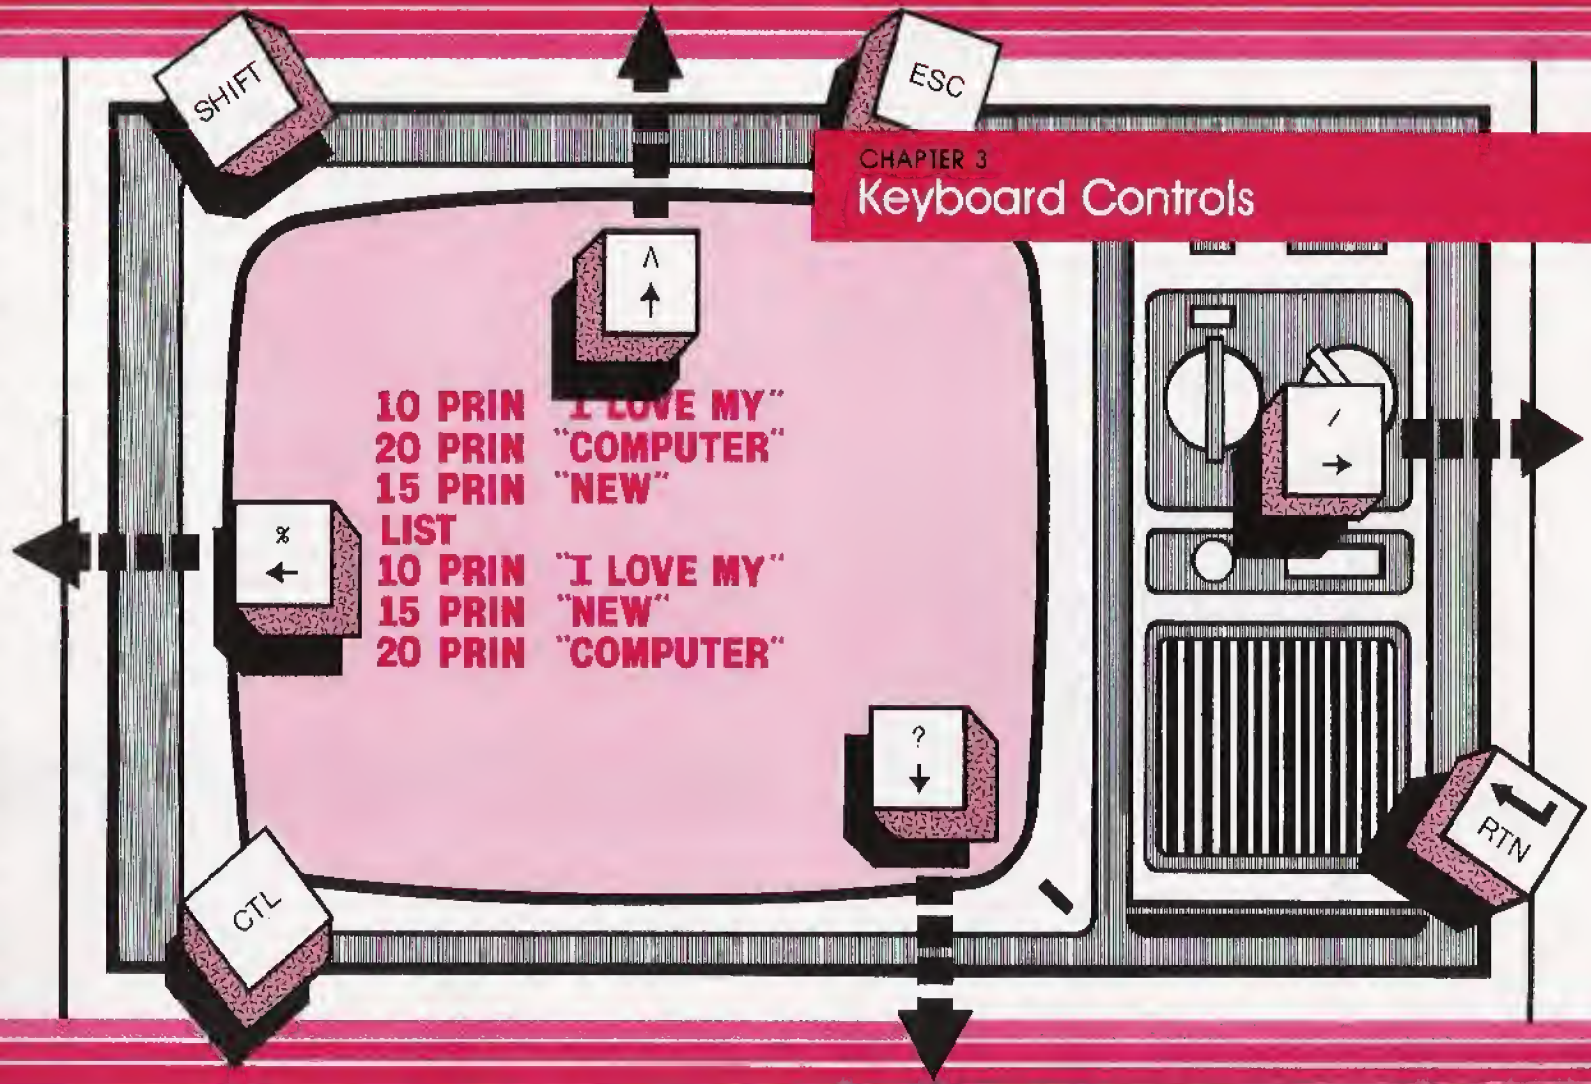 SHIFT
ESC
CHAPTER 3
Keyboard Controls
^
↑
10 PRIN "I LOVE MY"
20 PRIN "COMPUTER"
15 PRIN "NEW"
LIST
10 PRIN "I LOVE MY"
15 PRIN "NEW"
20 PRIN "COMPUTER"
/
→
%
←
?
↓
RTN
CTL